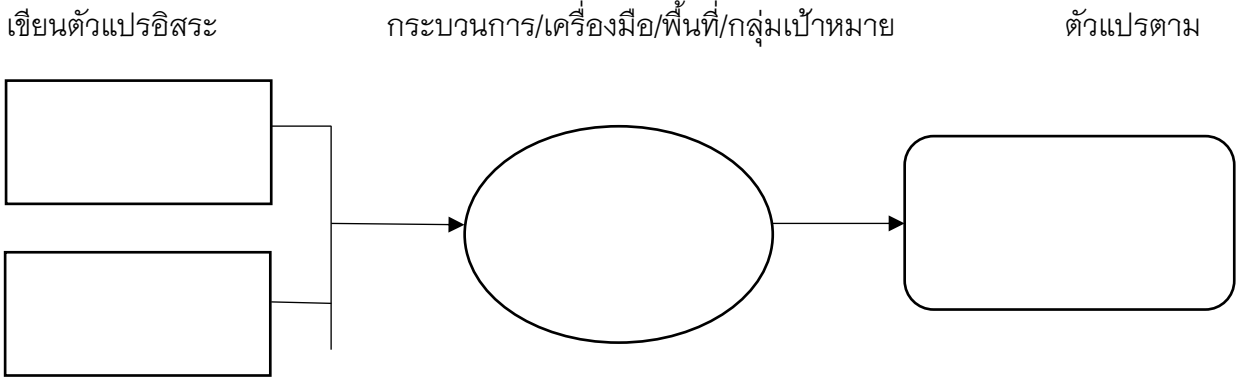 เขียนตัวแปรอิสระ กระบวนการ/เครื่องมือ/พื้นที่/กลุ่มเป้าหมาย ตัวแปรตาม